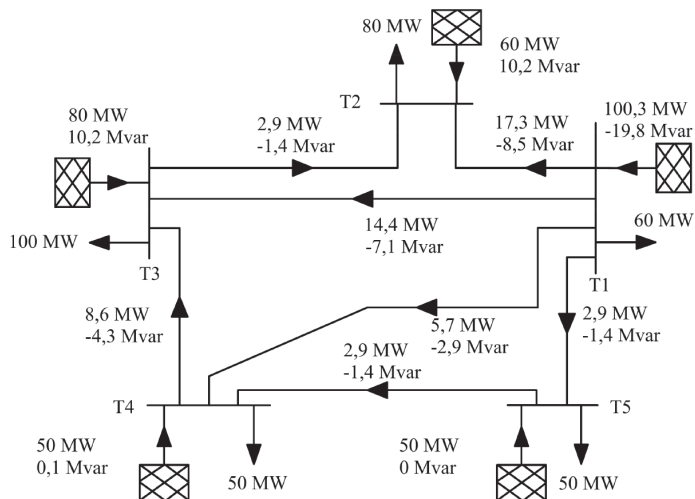 80 MW
60 MW
10,2 Mvar
T2
80 MW
10,2 Mvar
2,9 MW
-1,4 Mvar
17,3 MW
-8,5 Mvar
100,3 MW
-19,8 Mvar
14,4 MW
-7,1 Mvar
60 MW
100 MW
T3
T1
8,6 MW
-4,3 Mvar
5,7 MW
-2,9 Mvar
2,9 MW
-1,4 Mvar
2,9 MW
-1,4 Mvar
T4
T5
50 MW
0,1 Mvar
50 MW
50 MW
0 Mvar
50 MW